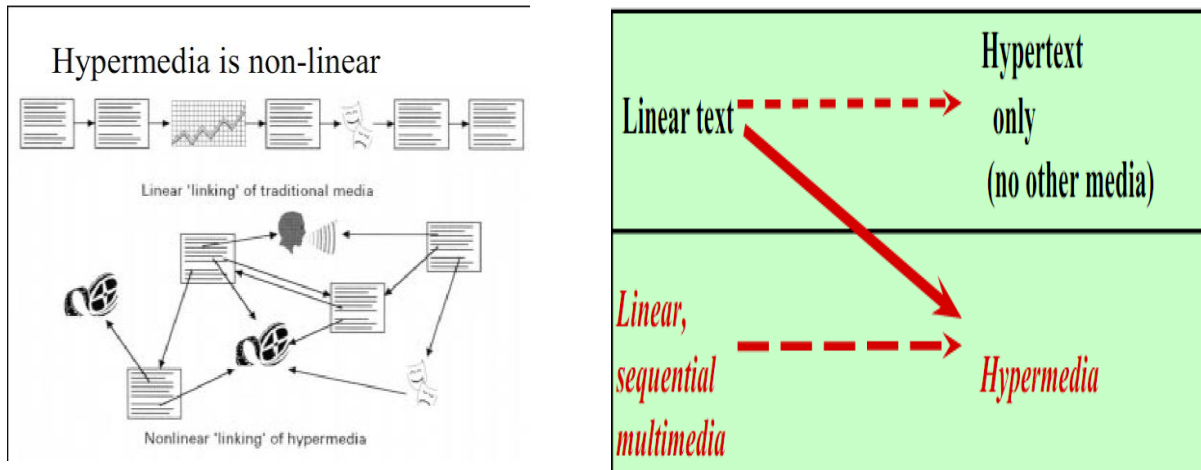 Hypermedia is non-linear
Linear 'linking' of traditional media
Nonlinear 'linking' of hypermedia
Linear text
Hypertext
only
(no other media)
Linear,
sequential
multimedia
Hypermedia